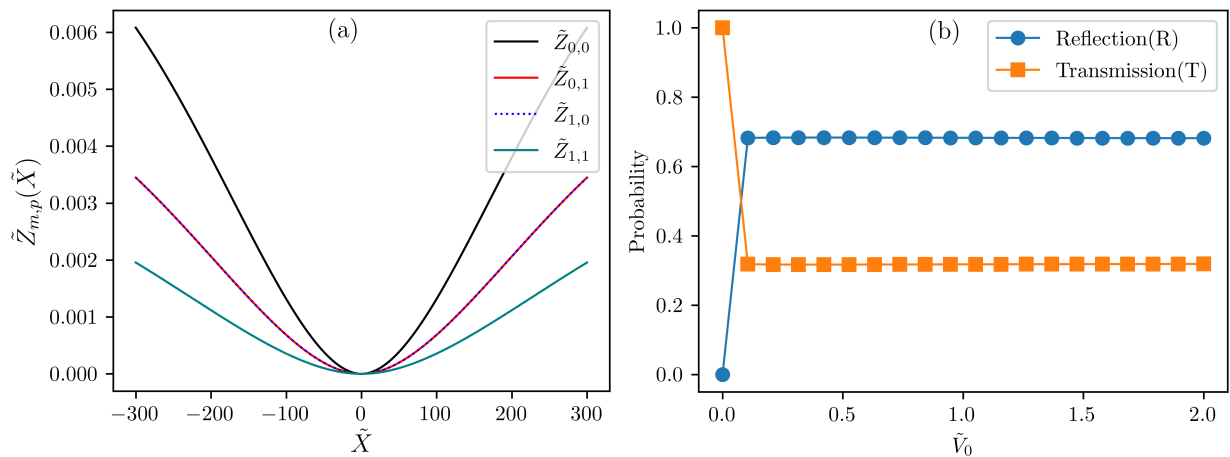 (a)
Z̃0,0
Z̃0,1
Z̃1,0
Z̃1,1
0.006
0.005
0.004
0.003
0.002
0.001
0.000
Z̃m,p(X̃)
−300
−200
−100
0
100
200
300
X̃
(b)
Reflection(R)
Transmission(T)
1.0
0.8
0.6
0.4
0.2
0.0
Probability
0.0
0.5
1.0
1.5
2.0
Ṽ0